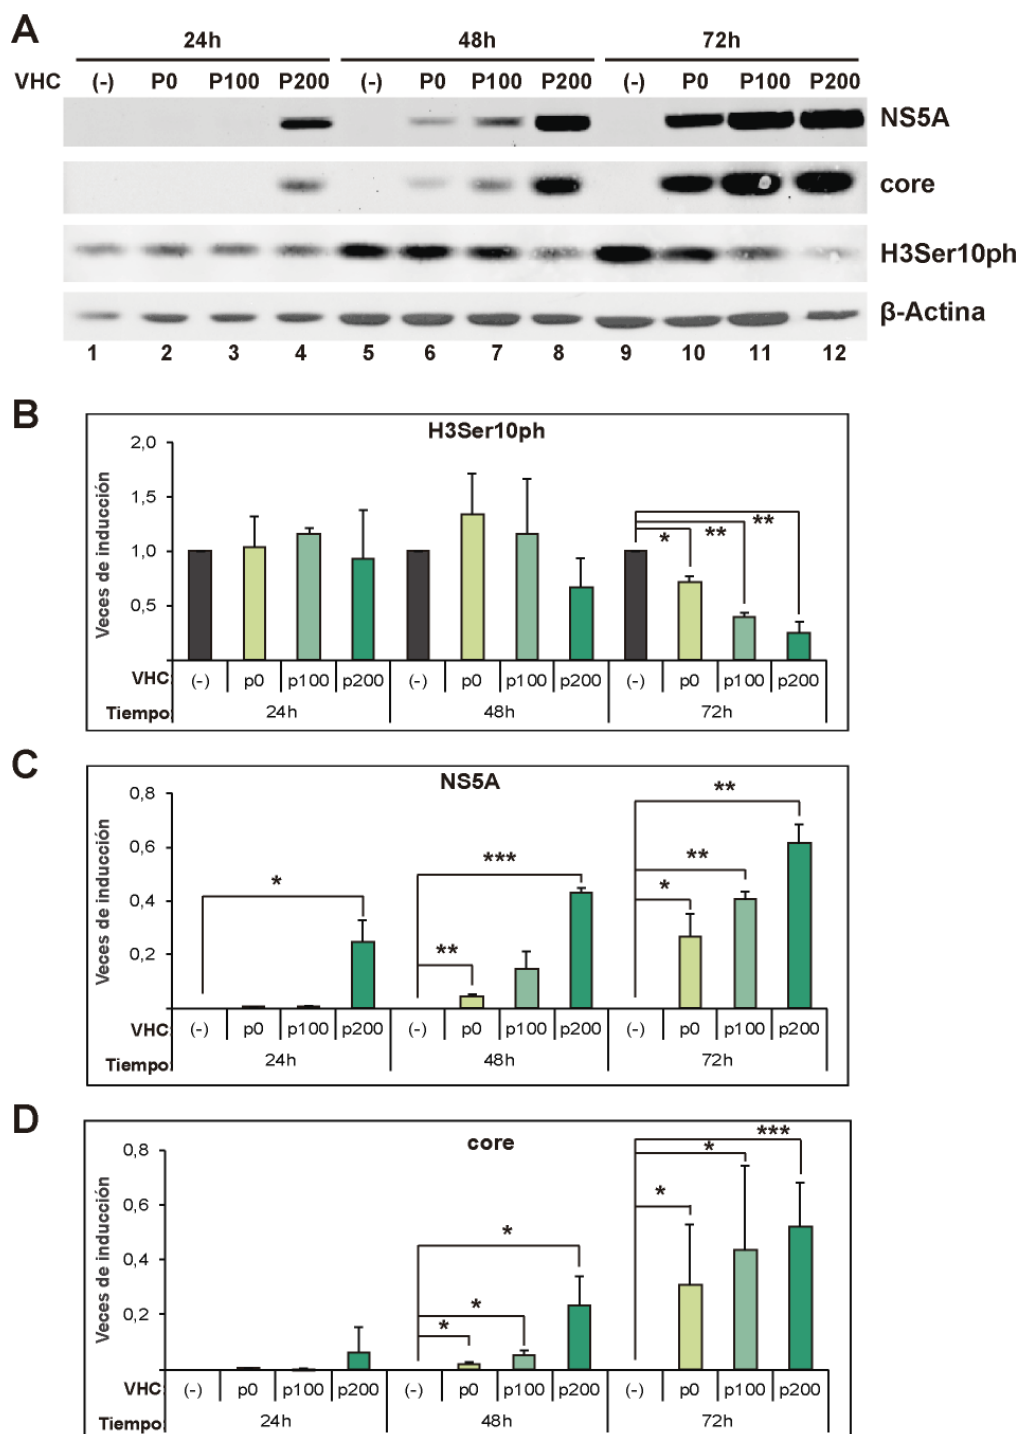 A
24h 48h 72h
VHC (-) P0 P100 P200 (-) P0 P100 P200 (-) P0 P100 P200
NS5A
core
H3Ser10ph
β-Actina
1 2 3 4 5 6 7 8 9 10 11 12
B
H3Ser10ph
Veces de inducción
2,0
1,5
1,0
0,5
* ** **
VHC: (-) p0 p100 p200 (-) p0 p100 p200 (-) p0 p100 p200
Tiempo: 24h 48h 72h
C
NS5A
Veces de inducción
0,8
0,6
0,4
0,2
* ** *** * ** **
VHC: (-) p0 p100 p200 (-) p0 p100 p200 (-) p0 p100 p200
Tiempo: 24h 48h 72h
D
core
Veces de inducción
0,8
0,6
0,4
0,2
* * * * * ***
VHC: (-) p0 p100 p200 (-) p0 p100 p200 (-) p0 p100 p200
Tiempo: 24h 48h 72h